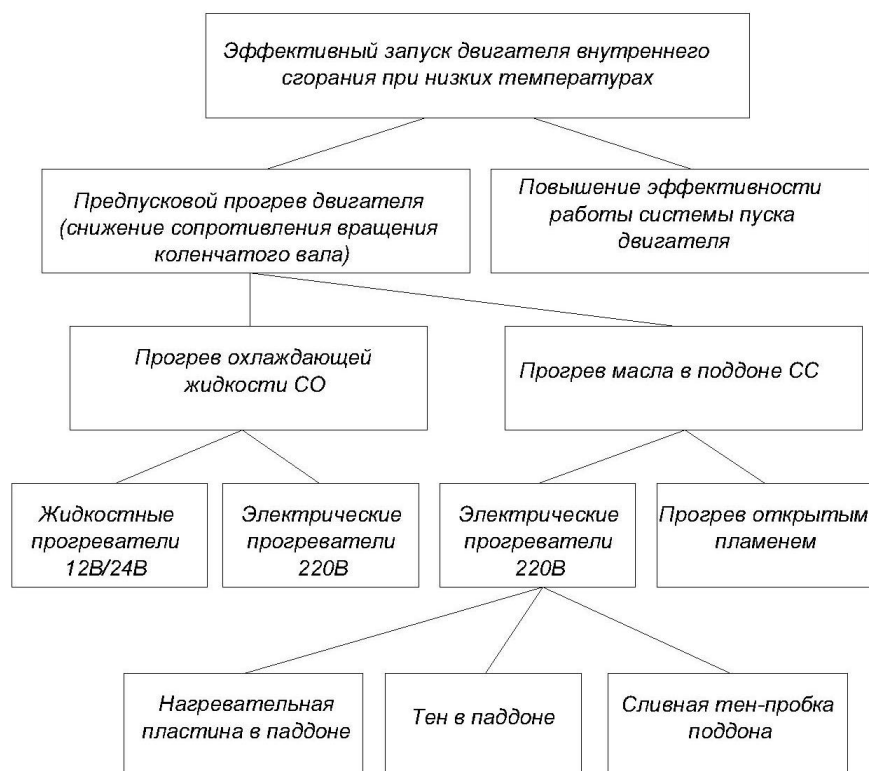 Эффективный запуск двигателя внутреннего
сгорания при низких температурах
Предпусковой прогрев двигателя
(снижение сопротивления вращения
коленчатого вала)
Повышение эффективности
работы системы пуска
двигателя
Прогрев охлаждающей
жидкости СО
Прогрев масла в поддоне СС
Жидкостные
прогреватели
12В/24В
Электрические
прогреватели
220В
Электрические
прогреватели
220В
Прогрев открытым
пламенем
Нагревательная
пластина в паддоне
Тен в паддоне
Сливная тен-пробка
поддона